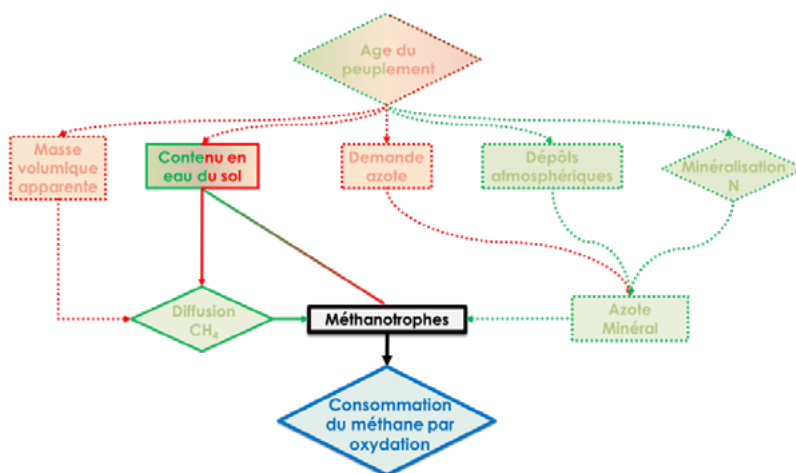 Age du
peuplement
Masse
volumique
apparente
Contenu en
eau du sol
Demande
azote
Dépôts
atmosphériques
Minéralisation
N
Diffusion
CH₄
Méthanotrophes
Azote
Minéral
Consommation
du méthane par
oxydation